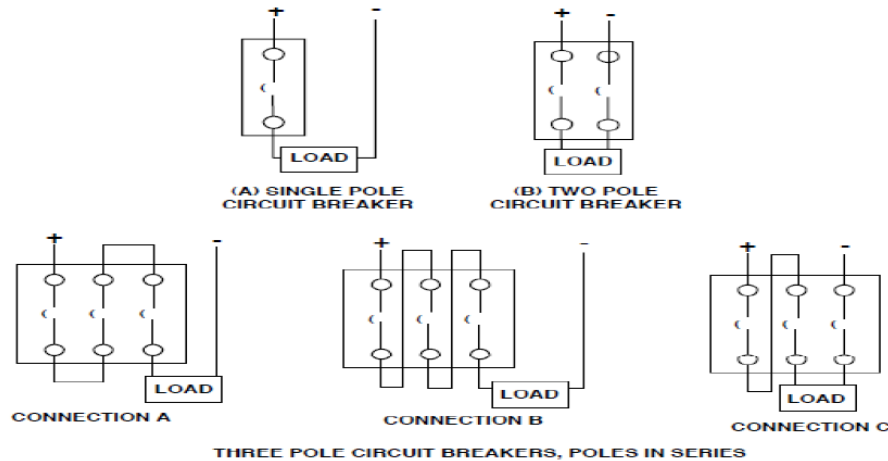 + -
+ -
LOAD
LOAD
(A) SINGLE POLE
CIRCUIT BREAKER
(B) TWO POLE
CIRCUIT BREAKER
+ -
+ -
+ -
LOAD
LOAD
LOAD
CONNECTION A
CONNECTION B
CONNECTION C
THREE POLE CIRCUIT BREAKERS, POLES IN SERIES